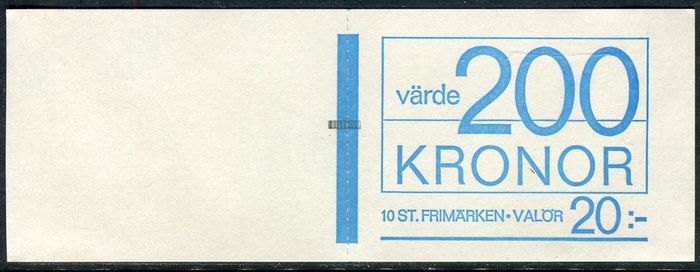 värde 200
KRONOR
10 ST. FRIMÄRKEN • VALÖR 20:-